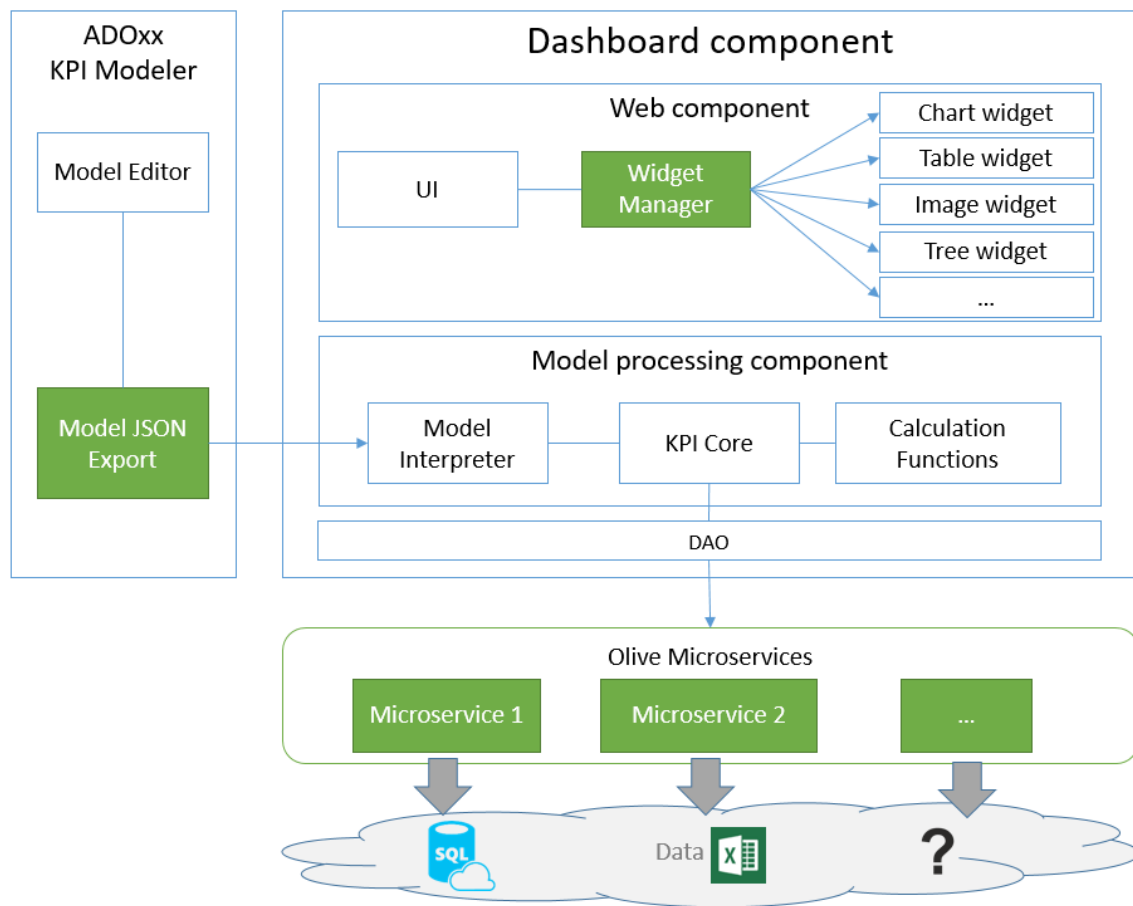 ADOxx
KPI Modeler
Model Editor
Model JSON
Export
Dashboard component
Web component
UI
Widget
Manager
Chart widget
Table widget
Image widget
Tree widget
...
Model processing component
Model
Interpreter
KPI Core
Calculation
Functions
DAO
Olive Microservices
Microservice 1
Microservice 2
...
SQL
Data
X
?